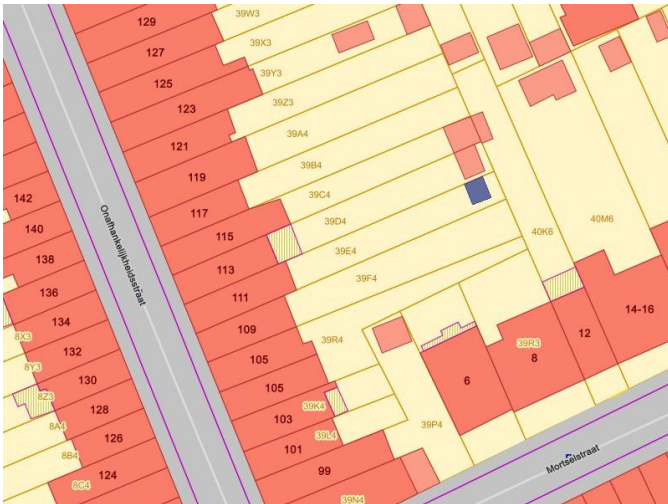 129
39W3
127
39X3
125
39Y3
123
39Z3
121
39A4
119
39B4
142
117
39C4
140
115
39D4
40K6
40M6
138
113
39E4
136
111
39F4
14-16
134
109
39R4
12
8X3
132
105
39R3
8
8Y3
130
105
6
8Z3
128
103
39K4
8A4
126
101
39L4
39P4
8B4
124
99
8C4
39N4
Onafhankelijkheidsstraat
Mortselstraat